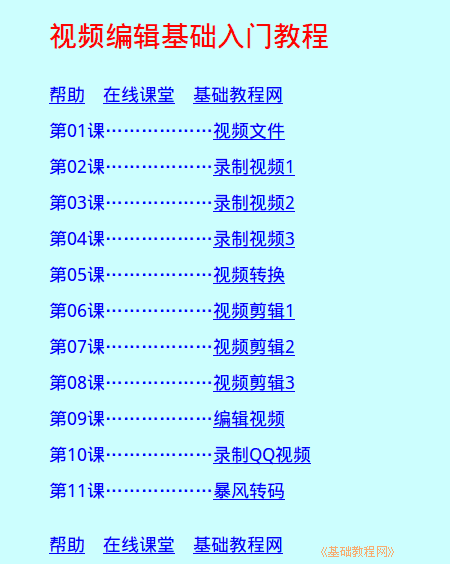 视频编辑基础入门教程
帮助 在线课堂 基础教程网
第01课………………视频文件
第02课………………录制视频1
第03课………………录制视频2
第04课………………录制视频3
第05课………………视频转换
第06课………………视频剪辑1
第07课………………视频剪辑2
第08课………………视频剪辑3
第09课………………编辑视频
第10课………………录制QQ视频
第11课………………暴风转码
帮助 在线课堂 基础教程网
《基础教程网》